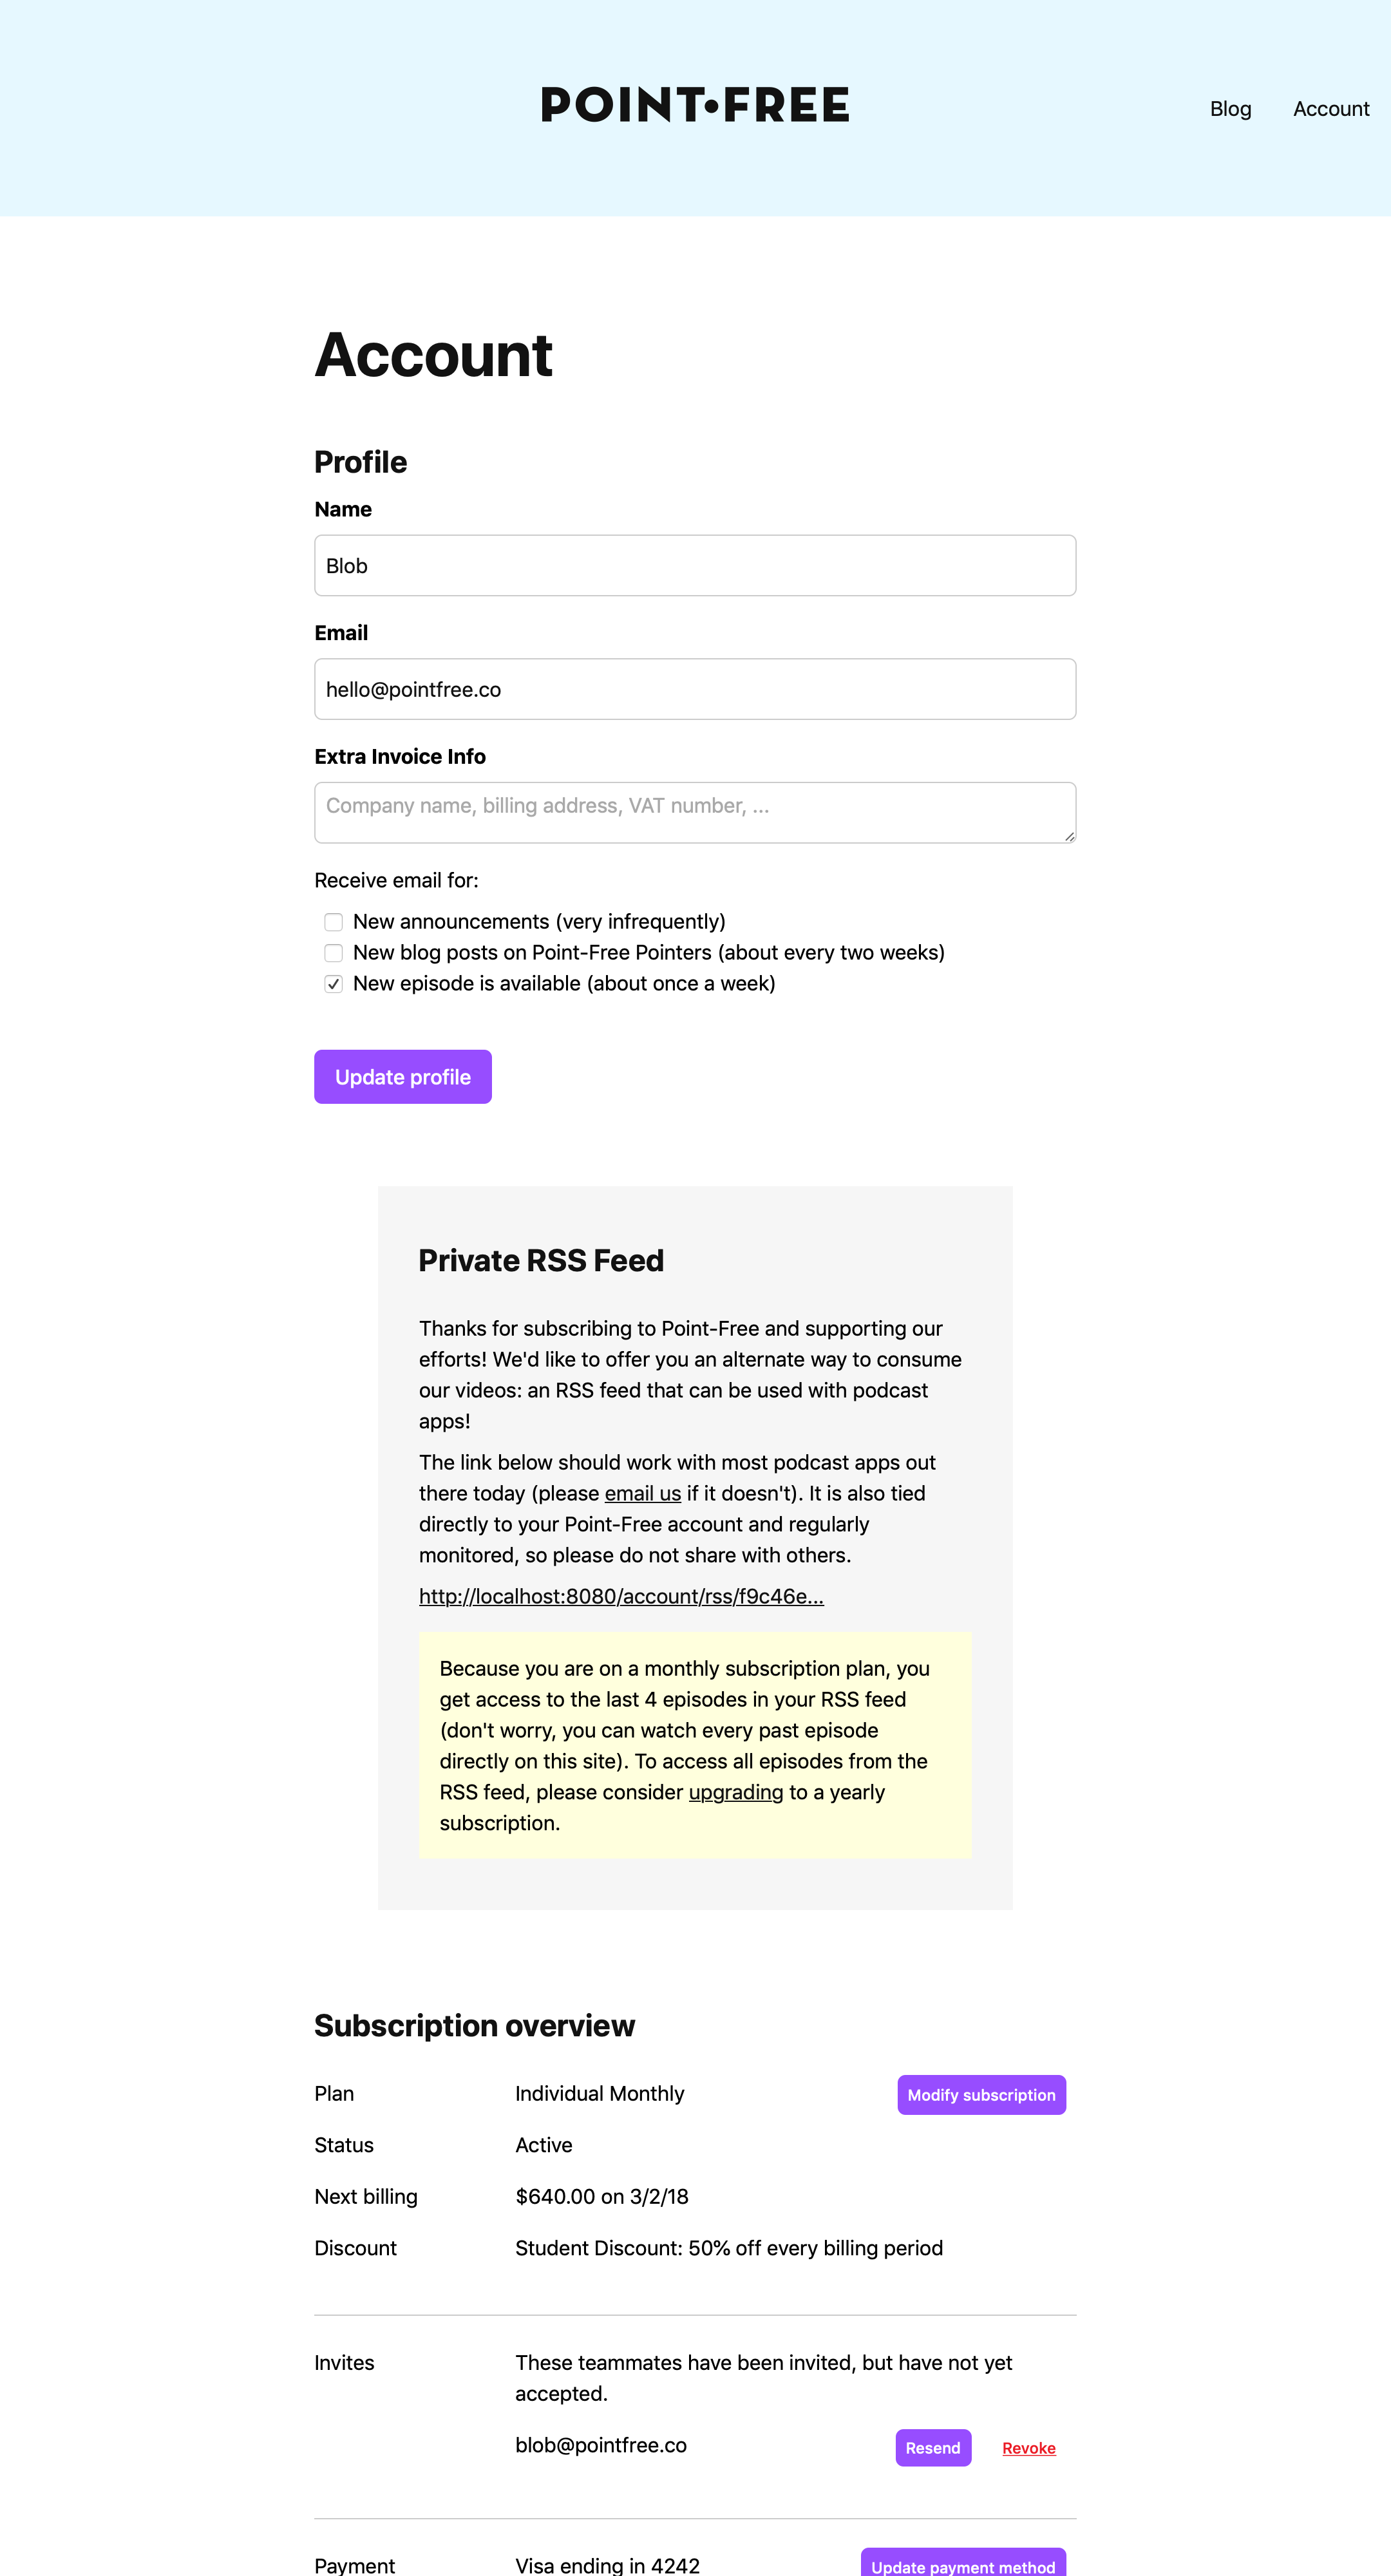 POINT•FREE
Blog
Account
Account
Profile
Name
Blob
Email
hello@pointfree.co
Extra Invoice Info
Company name, billing address, VAT number, ...
Receive email for:
New announcements (very infrequently)
New blog posts on Point-Free Pointers (about every two weeks)
New episode is available (about once a week)
Update profile
Private RSS Feed
Thanks for subscribing to Point-Free and supporting our
efforts! We'd like to offer you an alternate way to consume
our videos: an RSS feed that can be used with podcast
apps!
The link below should work with most podcast apps out
there today (please email us if it doesn't). It is also tied
directly to your Point-Free account and regularly
monitored, so please do not share with others.
http://localhost:8080/account/rss/f9c46e...
Because you are on a monthly subscription plan, you
get access to the last 4 episodes in your RSS feed
(don't worry, you can watch every past episode
directly on this site). To access all episodes from the
RSS feed, please consider upgrading to a yearly
subscription.
Subscription overview
Plan
Individual Monthly
Modify subscription
Status
Active
Next billing
$640.00 on 3/2/18
Discount
Student Discount: 50% off every billing period
Invites
These teammates have been invited, but have not yet
accepted.
blob@pointfree.co
Resend
Revoke
Payment
Visa ending in 4242
Update payment method